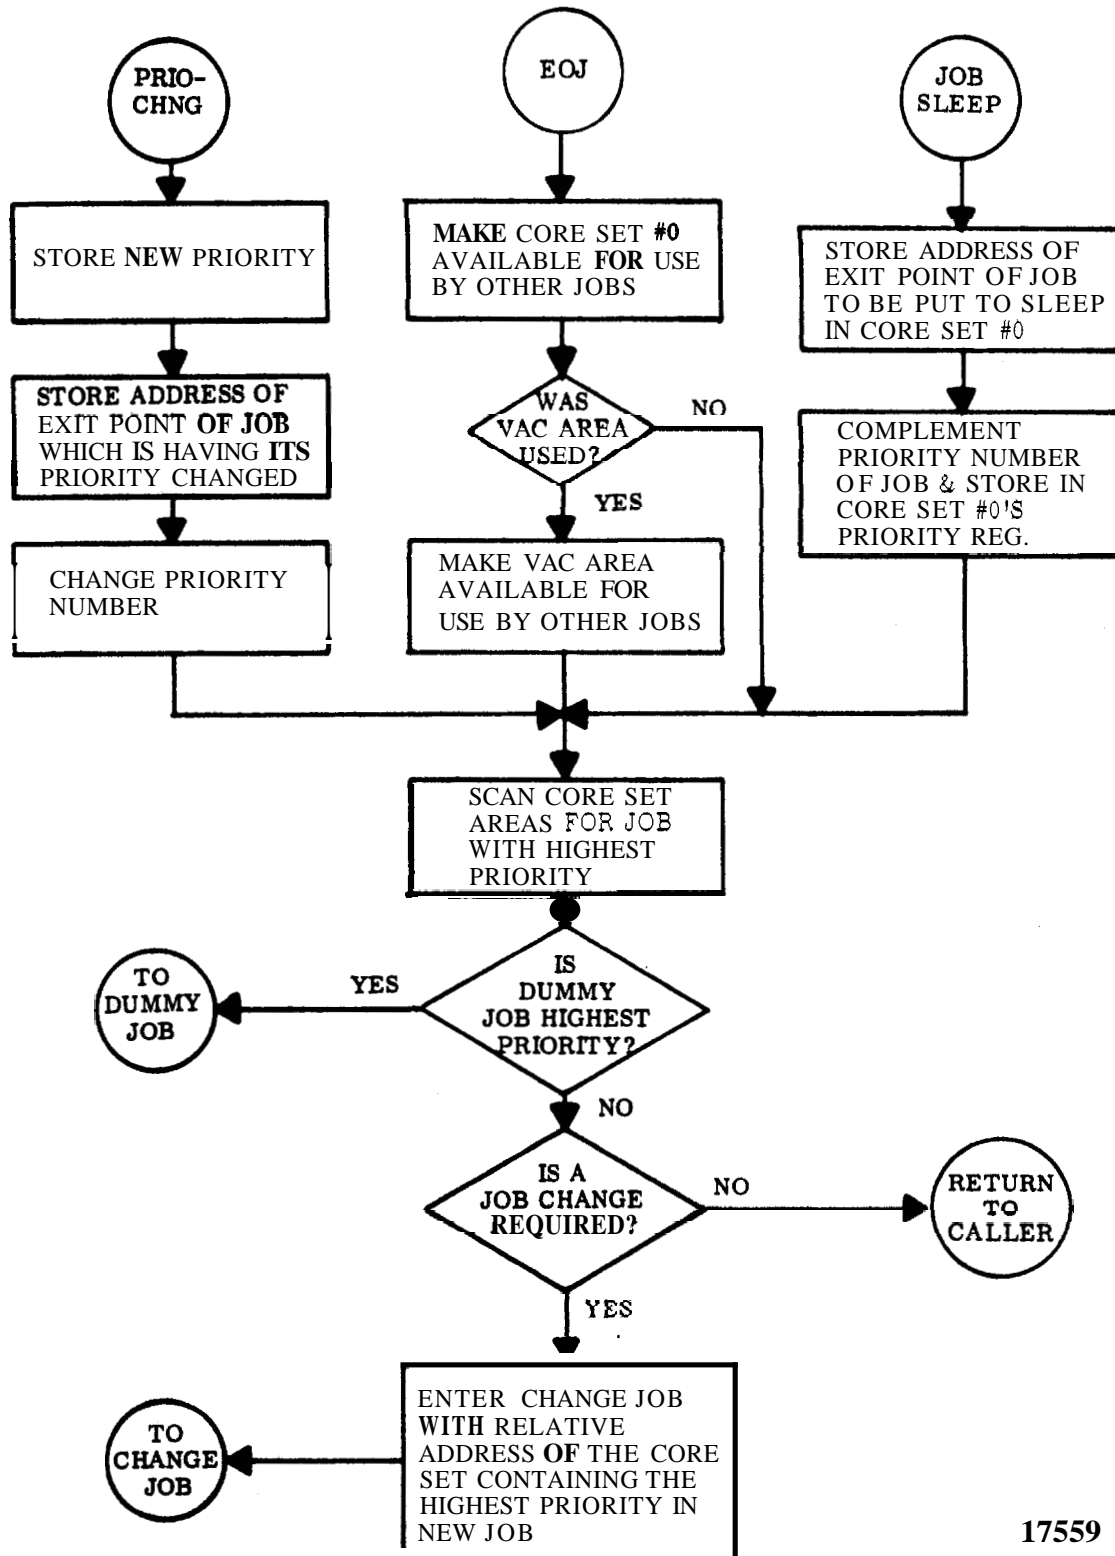 PRIO-
CHNG
STORE NEW PRIORITY
STORE ADDRESS OF
EXIT POINT OF JOB
WHICH IS HAVING ITS
PRIORITY CHANGED
CHANGE PRIORITY
NUMBER
EOJ
MAKE CORE SET #0
AVAILABLE FOR USE
BY OTHER JOBS
WAS
VAC AREA
USED?
NO
YES
MAKE VAC AREA
AVAILABLE FOR
USE BY OTHER JOBS
JOB
SLEEP
STORE ADDRESS OF
EXIT POINT OF JOB
TO BE PUT TO SLEEP
IN CORE SET #0
COMPLEMENT
PRIORITY NUMBER
OF JOB & STORE IN
CORE SET #0'S
PRIORITY REG.
SCAN CORE SET
AREAS FOR JOB
WITH HIGHEST
PRIORITY
IS
DUMMY
JOB HIGHEST
PRIORITY?
YES
TO
DUMMY
JOB
NO
IS A
JOB CHANGE
REQUIRED?
NO
RETURN
TO
CALLER
YES
ENTER CHANGE JOB
WITH RELATIVE
ADDRESS OF THE CORE
SET CONTAINING THE
HIGHEST PRIORITY IN
NEW JOB
TO
CHANGE
JOB
17559